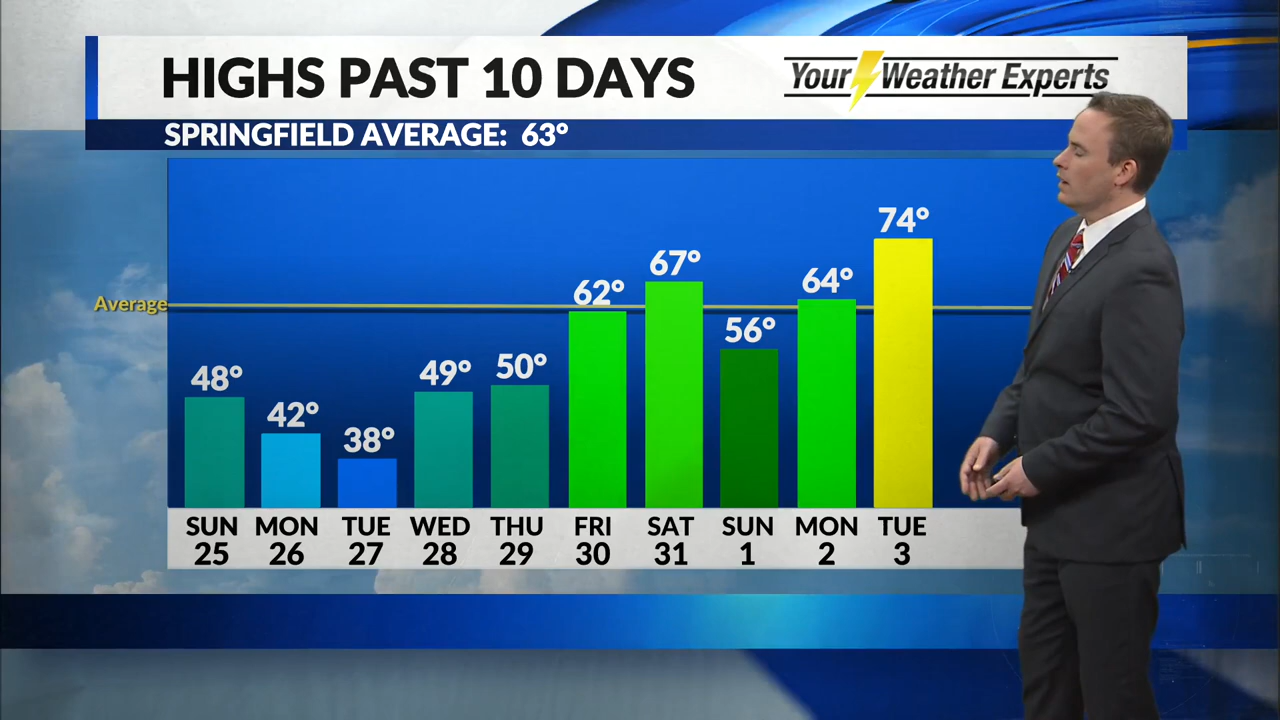 HIGHS PAST 10 DAYS
Your Weather Experts
SPRINGFIELD AVERAGE: 63°
74°
67°
64°
62°
Average
56°
50°
49°
48°
42°
38°
SUN MON TUE WED THU FRI SAT SUN MON TUE
25 26 27 28 29 30 31 1 2 3